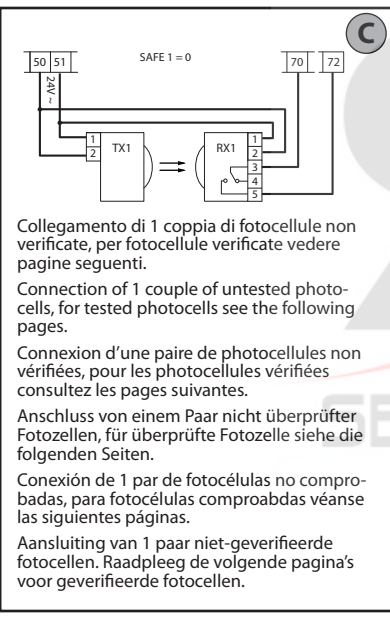 C
50 51 SAFE 1 = 0 70 72
24V ~
1 TX1 RX1 1
2 2
3
4
5
Collegamento di 1 coppia di fotocellule non
verificate, per fotocellule verificate vedere
pagine seguenti.
Connection of 1 couple of untested photo-
cells, for tested photocells see the following
pages.
Connexion d'une paire de photocellules non
vérifiées, pour les photocellules vérifiées
consultez les pages suivantes.
Anschluss von einem Paar nicht überprüfter
Fotozellen, für überprüfte Fotozelle siehe die
folgenden Seiten.
Conexión de 1 par de fotocélulas no compro-
badas, para fotocélulas comproabdas véanse
las siguientes páginas.
Aansluiting van 1 paar niet-geverifieerde
fotocellen. Raadpleeg de volgende pagina's
voor geverifieerde fotocellen.